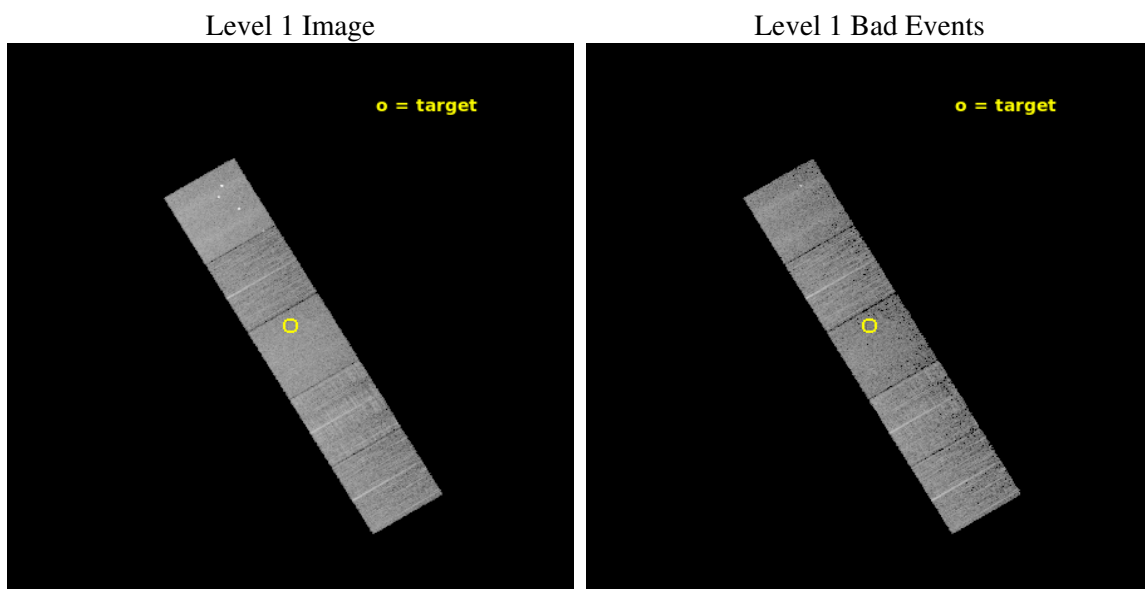 Level 1 Image
Level 1 Bad Events
o = target
o = target